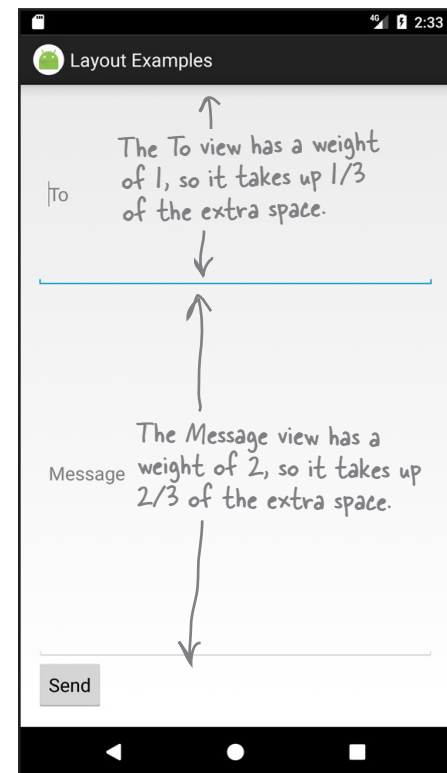 4G 2:33
Layout Examples
The To view has a weight
of 1, so it takes up 1/3
of the extra space.
To
The Message view has a
weight of 2, so it takes up
2/3 of the extra space.
Message
Send